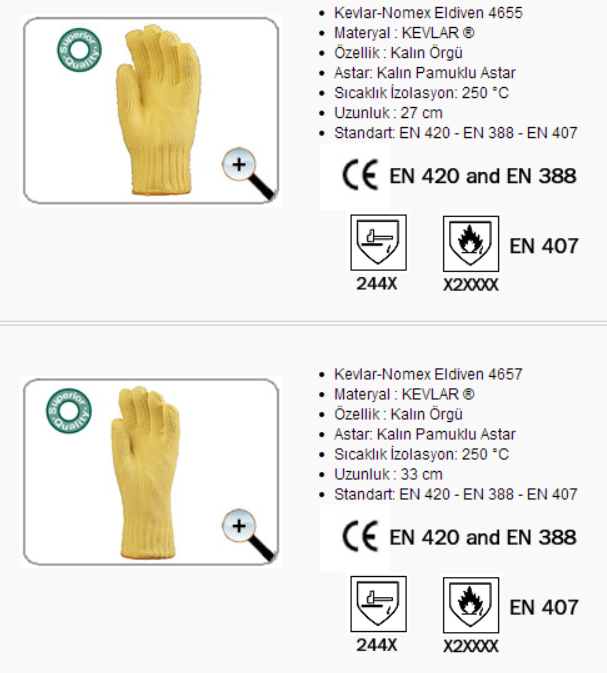 Superior Quality
Kevlar-Nomex Eldiven 4655
Materyal : KEVLAR ®
Özellik : Kalın Örgü
Astar: Kalın Pamuklu Astar
Sıcaklık İzolasyon: 250 °C
Uzunluk : 27 cm
Standart: EN 420 - EN 388 - EN 407
CE EN 420 and EN 388
EN 407
244X X2XXXX
Superior Quality
Kevlar-Nomex Eldiven 4657
Materyal : KEVLAR ®
Özellik : Kalın Örgü
Astar: Kalın Pamuklu Astar
Sıcaklık İzolasyon: 250 °C
Uzunluk : 33 cm
Standart: EN 420 - EN 388 - EN 407
CE EN 420 and EN 388
EN 407
244X X2XXXX